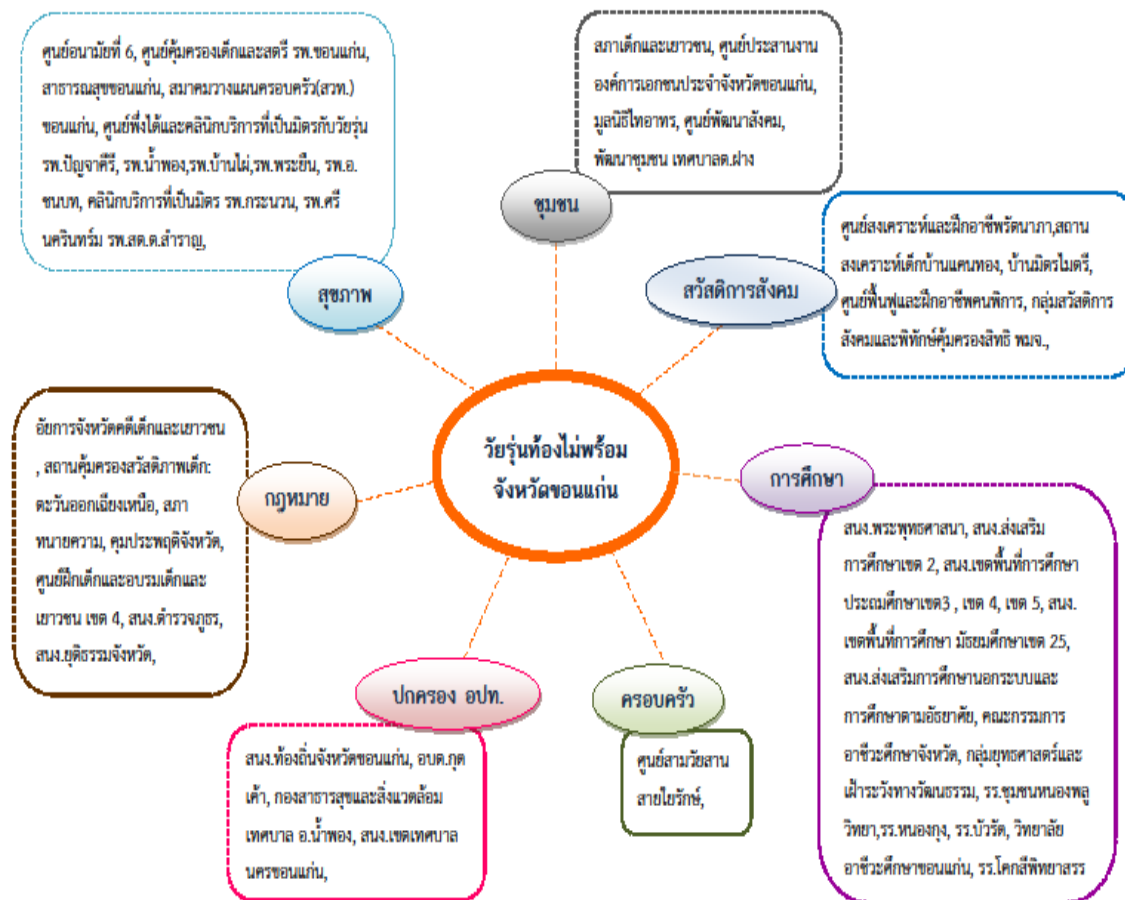 ศูนย์อนามัยที่ 6, ศูนย์คุ้มครองเด็กและสตรี รพ.ขอนแก่น,
สาธารณสุขขอนแก่น, สมาคมวางแผนครอบครัว(สวท.)
ขอนแก่น, ศูนย์พึ่งได้และคลินิกบริการที่เป็นมิตรกับวัยรุ่น
รพ.ปัญจาคีรี, รพ.น้ำพอง,รพ.บ้านไผ่,รพ.พระยืน, รพ.อ.
ชนบท, คลินิกบริการที่เป็นมิตร รพ.กระนวน, รพ.ศรี
นครินทร์ม รพ.สต.ต.สำราญ,
สุขภาพ
สภาเด็กและเยาวชน, ศูนย์ประสานงาน
องค์การเอกชนประจำจังหวัดขอนแก่น,
มูลนิธิไทอาทร, ศูนย์พัฒนาสังคม,
พัฒนาชุมชน เทศบาลต.ฝาง
ชุมชน
ศูนย์สงเคราะห์และฝึกอาชีพรัตนาภา,สถาน
สงเคราะห์เด็กบ้านแคนทอง, บ้านมิตรไมตรี,
ศูนย์ฟื้นฟูและฝึกอาชีพคนพิการ, กลุ่มสวัสดิการ
สังคมและพิทักษ์คุ้มครองสิทธิ พมจ.,
สวัสดิการสังคม
วัยรุ่นท้องไม่พร้อม
จังหวัดขอนแก่น
อัยการจังหวัดคดีเด็กและเยาวชน
, สถานคุ้มครองสวัสดิภาพเด็ก:
ตะวันออกเฉียงเหนือ, สภา
ทนายความ, คุมประพฤติจังหวัด,
ศูนย์ฝึกเด็กและอบรมเด็กและ
เยาวชน เขต 4, สนง.ตำรวจภูธร,
สนง.ยุติธรรมจังหวัด,
กฎหมาย
การศึกษา
สนง.พระพุทธศาสนา, สนง.ส่งเสริม
การศึกษาเขต 2, สนง.เขตพื้นที่การศึกษา
ประถมศึกษาเขต3 , เขต 4, เขต 5, สนง.
เขตพื้นที่การศึกษา มัธยมศึกษาเขต 25,
สนง.ส่งเสริมการศึกษานอกระบบและ
การศึกษาตามอัธยาศัย, คณะกรรมการ
อาชีวะศึกษาจังหวัด, กลุ่มยุทธศาสตร์และ
เฝ้าระวังทางวัฒนธรรม, รร.ชุมชนหนองพลู
วิทยา,รร.หนองกุง, รร.บัวรัด, วิทยาลัย
อาชีวะศึกษาขอนแก่น, รร.โคกสีพิทยาสรร
ปกครอง อปท.
สนง.ท้องถิ่นจังหวัดขอนแก่น, อบต.กุด
เค้า, กองสาธารสุขและสิ่งแวดล้อม
เทศบาล อ.น้ำพอง, สนง.เขตเทศบาล
นครขอนแก่น,
ครอบครัว
ศูนย์สามวัยสาน
สายใยรักษ์,